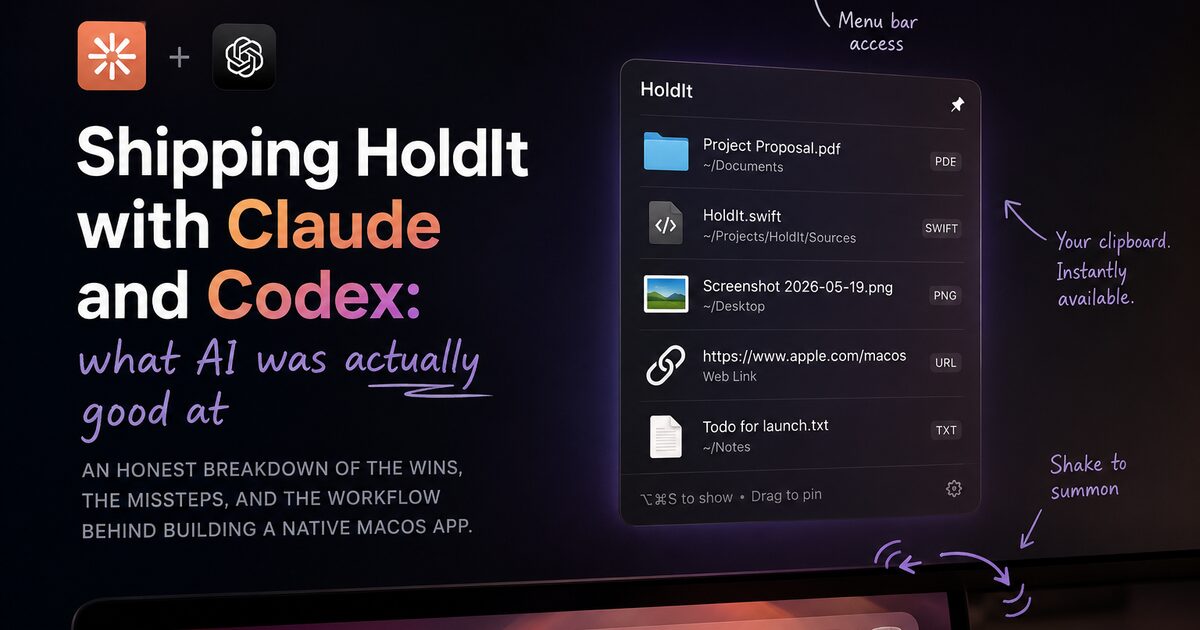 Shipping HoldIt
with Claude
and Codex:
what AI was actually
good at
AN HONEST BREAKDOWN OF THE WINS,
THE MISSTEPS, AND THE WORKFLOW
BEHIND BUILDING A NATIVE MACOS APP.
Menu bar
access
HoldIt
Project Proposal.pdf
~/Documents
PDE
HoldIt.swift
~/Projects/HoldIt/Sources
SWIFT
Screenshot 2026-05-19.png
~/Desktop
PNG
https://www.apple.com/macos
Web Link
URL
Todo for launch.txt
~/Notes
TXT
⌥⌘S to show • Drag to pin
Your clipboard.
Instantly
available.
Shake to
summon